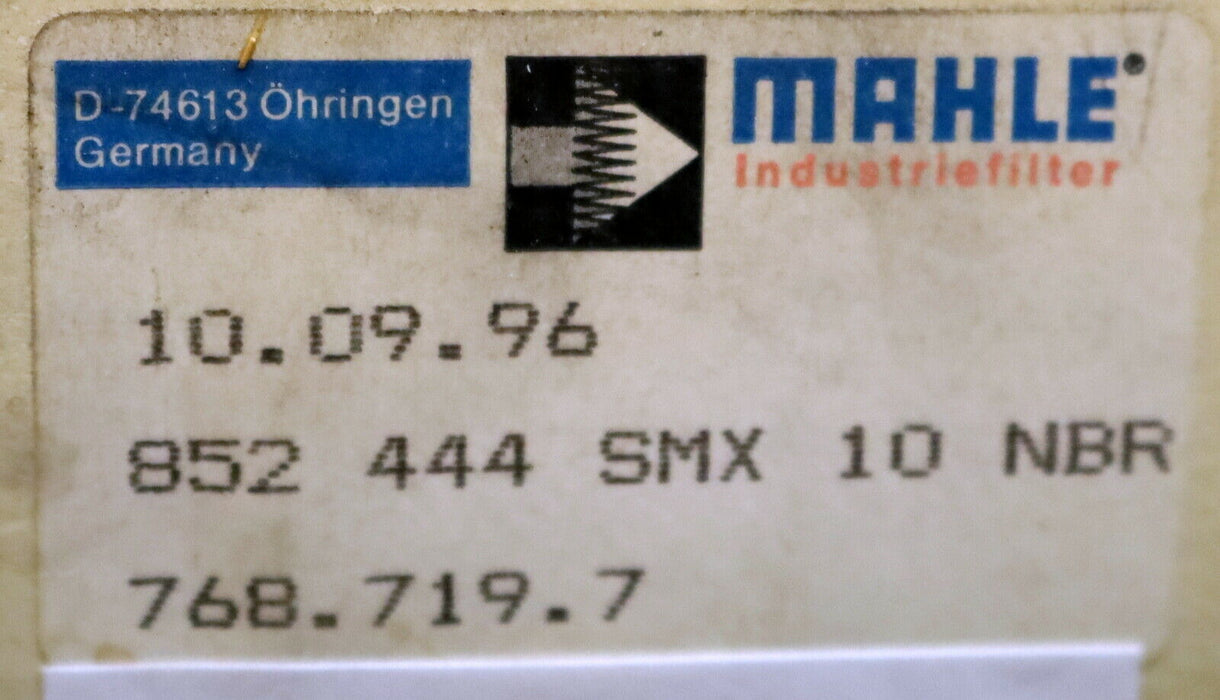 D-74613 Öhringen
Germany
MAHLE
Industriefilter
10.09.96
852 444 SMX 10 NBR
768.719.7